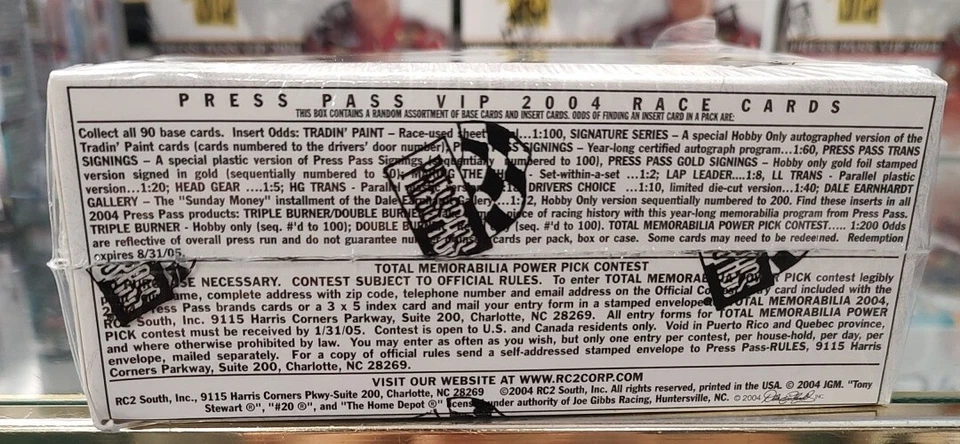 PRESS PASS VIP 2004 RACE CARDS
THIS BOX CONTAINS A RANDOM ASSORTMENT OF BASE CARDS AND INSERT CARDS. ODDS OF FINDING AN INSERT CARD IN A PACK ARE:
Collect all 90 base cards. Insert Odds: TRADIN' PAINT – Race-used sheet ...1:100, SIGNATURE SERIES – A special Hobby Only autographed version of the
Tradin' Paint cards (cards numbered to the drivers' door number), SIGNINGS – Year-long certified autograph program...1:60, PRESS PASS TRANS
SIGNINGS – A special plastic version of Press Pass Signings (sequentially numbered to 100), PRESS PASS GOLD SIGNINGS – Hobby only gold foil stamped
version signed in gold (sequentially numbered to THE - Set-within-a-set ...1:2; LAP LEADER....1:8, LL TRANS - Parallel plastic
version...1:20; HEAD GEAR ....1:5; HG TRANS - DRIVERS CHOICE ...1:10, limited die-cut version...1:40; DALE EARNHARDT
GALLERY – The "Sunday Money" installment of the Dale Hobby Only version sequentially numbered to 200. Find these inserts in all
2004 Press Pass products: TRIPLE BURNER/DOUBLE piece of racing history with this year-long memorabilia program from Press Pass.
TRIPLE BURNER - Hobby only (seq. #'d to 100); DOUBLE (seq. #'d to 100). TOTAL MEMORABILIA POWER PICK..... 1:200 Odds
are reflective of overall press run and do not guarantee cards per pack, box or case. Some cards may need to be redeemed. Redemption
expires 8/31/05.
TOTAL MEMORABILIA POWER PICK CONTEST
NECESSARY. CONTEST SUBJECT TO OFFICIAL RULES. To enter TOTAL PICK contest legibly
complete address with zip code, telephone number and email address on the Official card included with the
Press Pass brands cards or a 3 x 5 index card and mail your entry form in a stamped envelope TOTAL MEMORABILIA 2004,
South, Inc. 9115 Harris Corners Parkway, Suite 200, Charlotte, NC 28269. All entry forms for TOTAL MEMORABILIA POWER
PICK contest must be received by 1/31/05. Contest is open to U.S. and Canada residents only. Void in Puerto Rico and Quebec province,
and where otherwise prohibited by law. You may enter as often as you wish, but only one entry per contest, per house-hold, per day, per
envelope, mailed separately. For a copy of official rules send a self-addressed stamped envelope to Press Pass-RULES, 9115 Harris
Corners Parkway, Suite 200, Charlotte, NC 28269.
VISIT OUR WEBSITE AT WWW.RC2CORP.COM
RC2 South, Inc., 9115 Harris Corners Pkwy-Suite 200, Charlotte, NC 28269 ©2004 RC2 South, Inc. All rights reserved, printed in the USA. © 2004 JGM. "Tony
Stewart ®", "#20 ®", and "The Home Depot ®" under authority of Joe Gibbs Racing, Huntersville, NC. © 2004